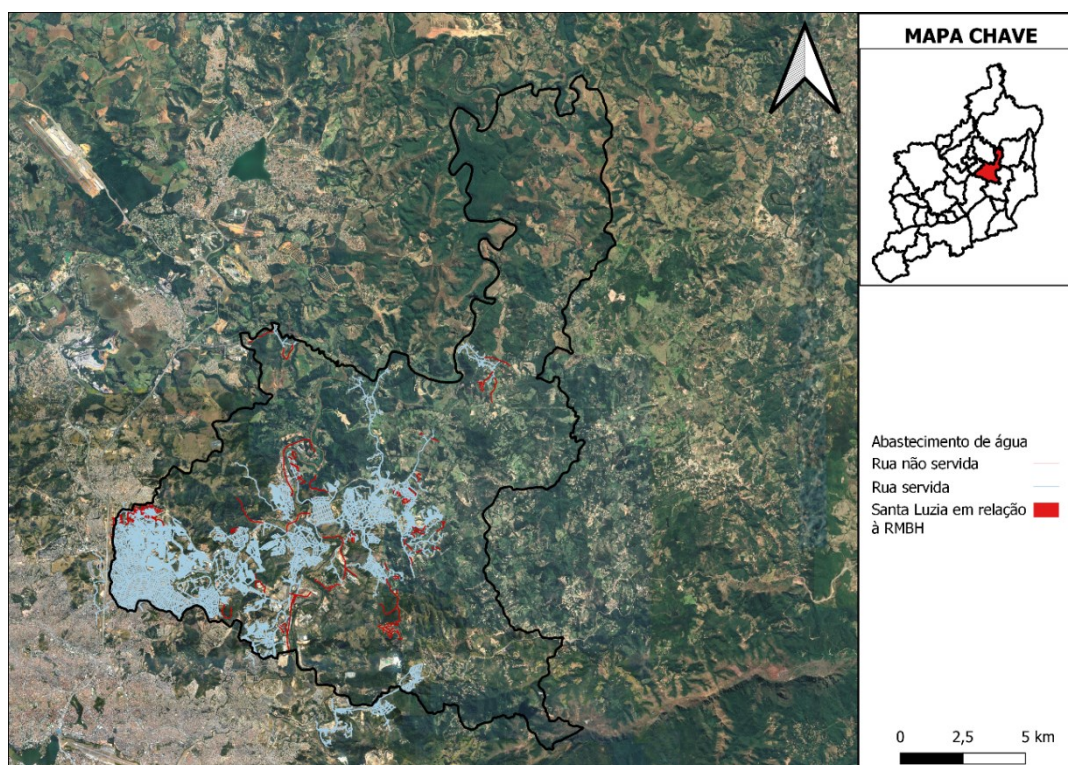 MAPA CHAVE
Abastecimento de água
Rua não servida
Rua servida
Santa Luzia em relação
à RMBH
0 2,5 5 km